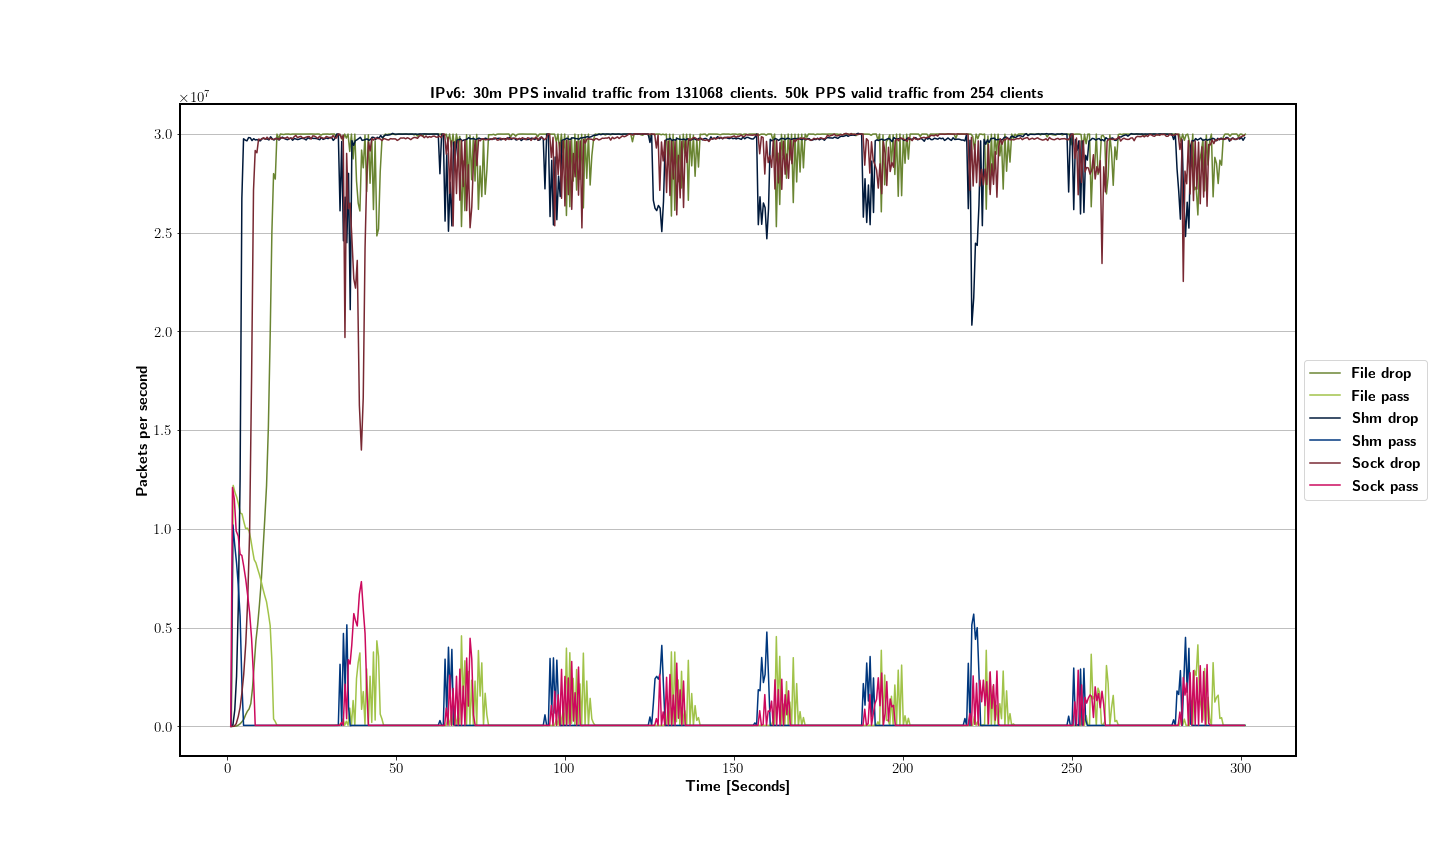 IPv6: 30m PPS invalid traffic from 131068 clients. 50k PPS valid traffic from 254 clients
×10⁷
3.0
2.5
2.0
1.5
1.0
0.5
0.0
Packets per second
0 50 100 150 200 250 300
Time [Seconds]
File drop
File pass
Shm drop
Shm pass
Sock drop
Sock pass